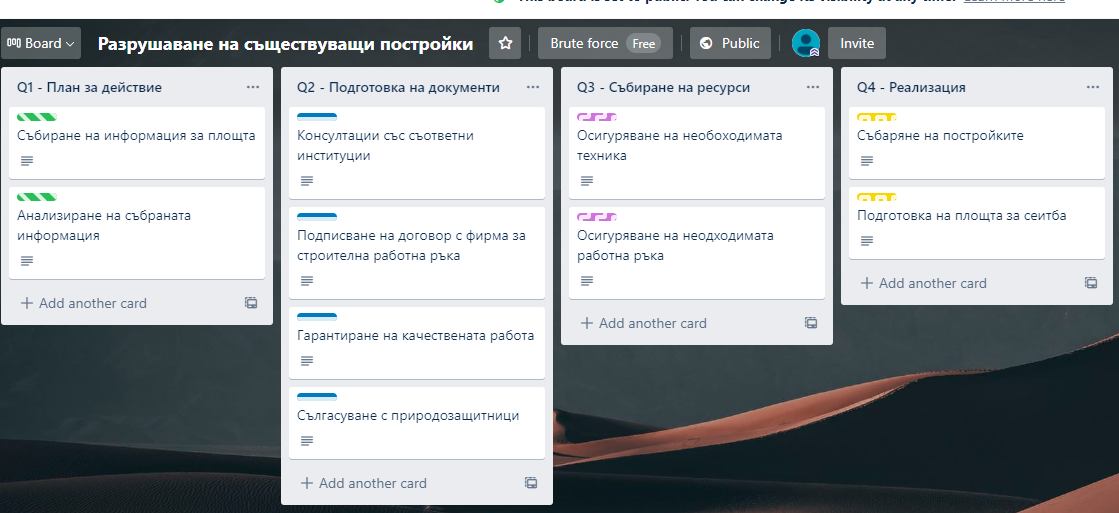 This board is set to public. You can change its visibility at any time. Learn more here
Board
Разрушаване на съществуващи постройки
Brute force Free
Public
Invite
Q1 - План за действие
Събиране на информация за площта
Анализиране на събраната
информация
Add another card
Q2 - Подготовка на документи
Консултации със съответни
институции
Подписване на договор с фирма за
строителна работна ръка
Гарантиране на качествената работа
Сългасуване с природозащитници
Add another card
Q3 - Събиране на ресурси
Осигуряване на необоходимата
техника
Осигуряване на неодходимата
работна ръка
Add another card
Q4 - Реализация
Събаряне на постройките
Подготовка на площта за сеитба
Add another card